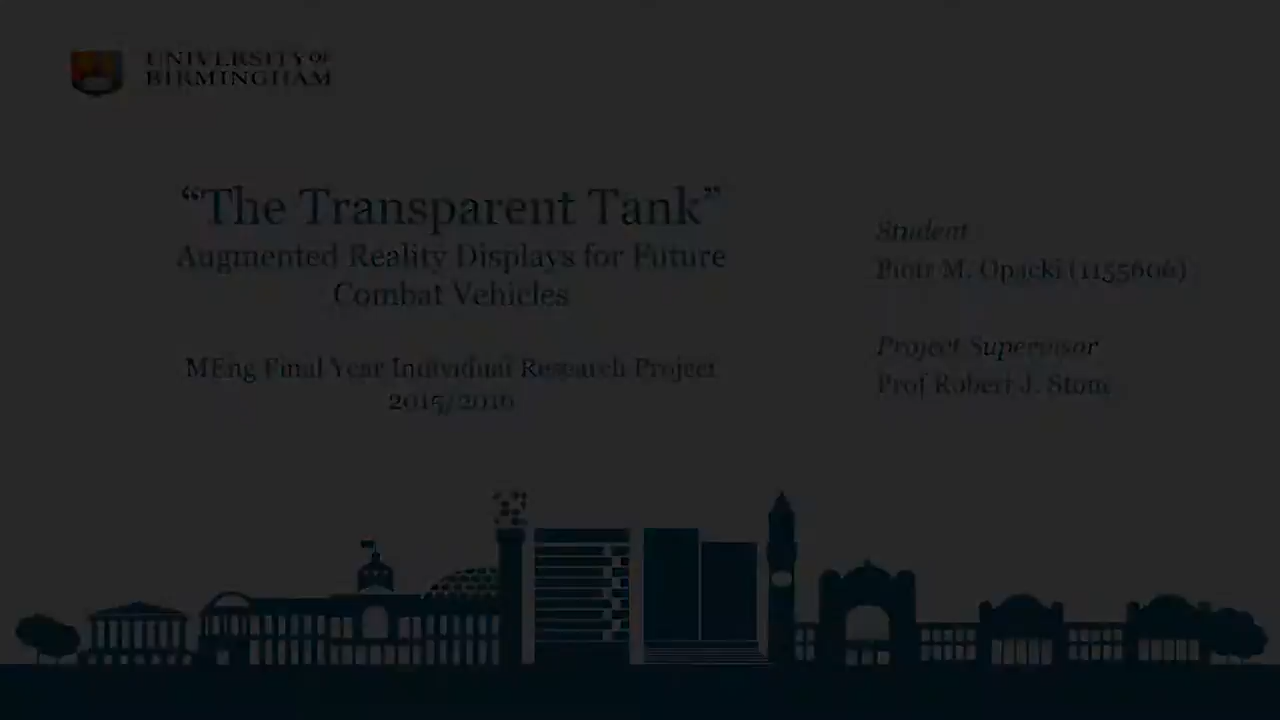 UNIVERSITY OF
BIRMINGHAM
“The Transparent Tank”
Augmented Reality Displays for Future
Combat Vehicles
MEng Final Year Individual Research Project
2015/2016
Student
Piotr M. Opacki (1155606)
Project Supervisor
Prof Robert J. Stone